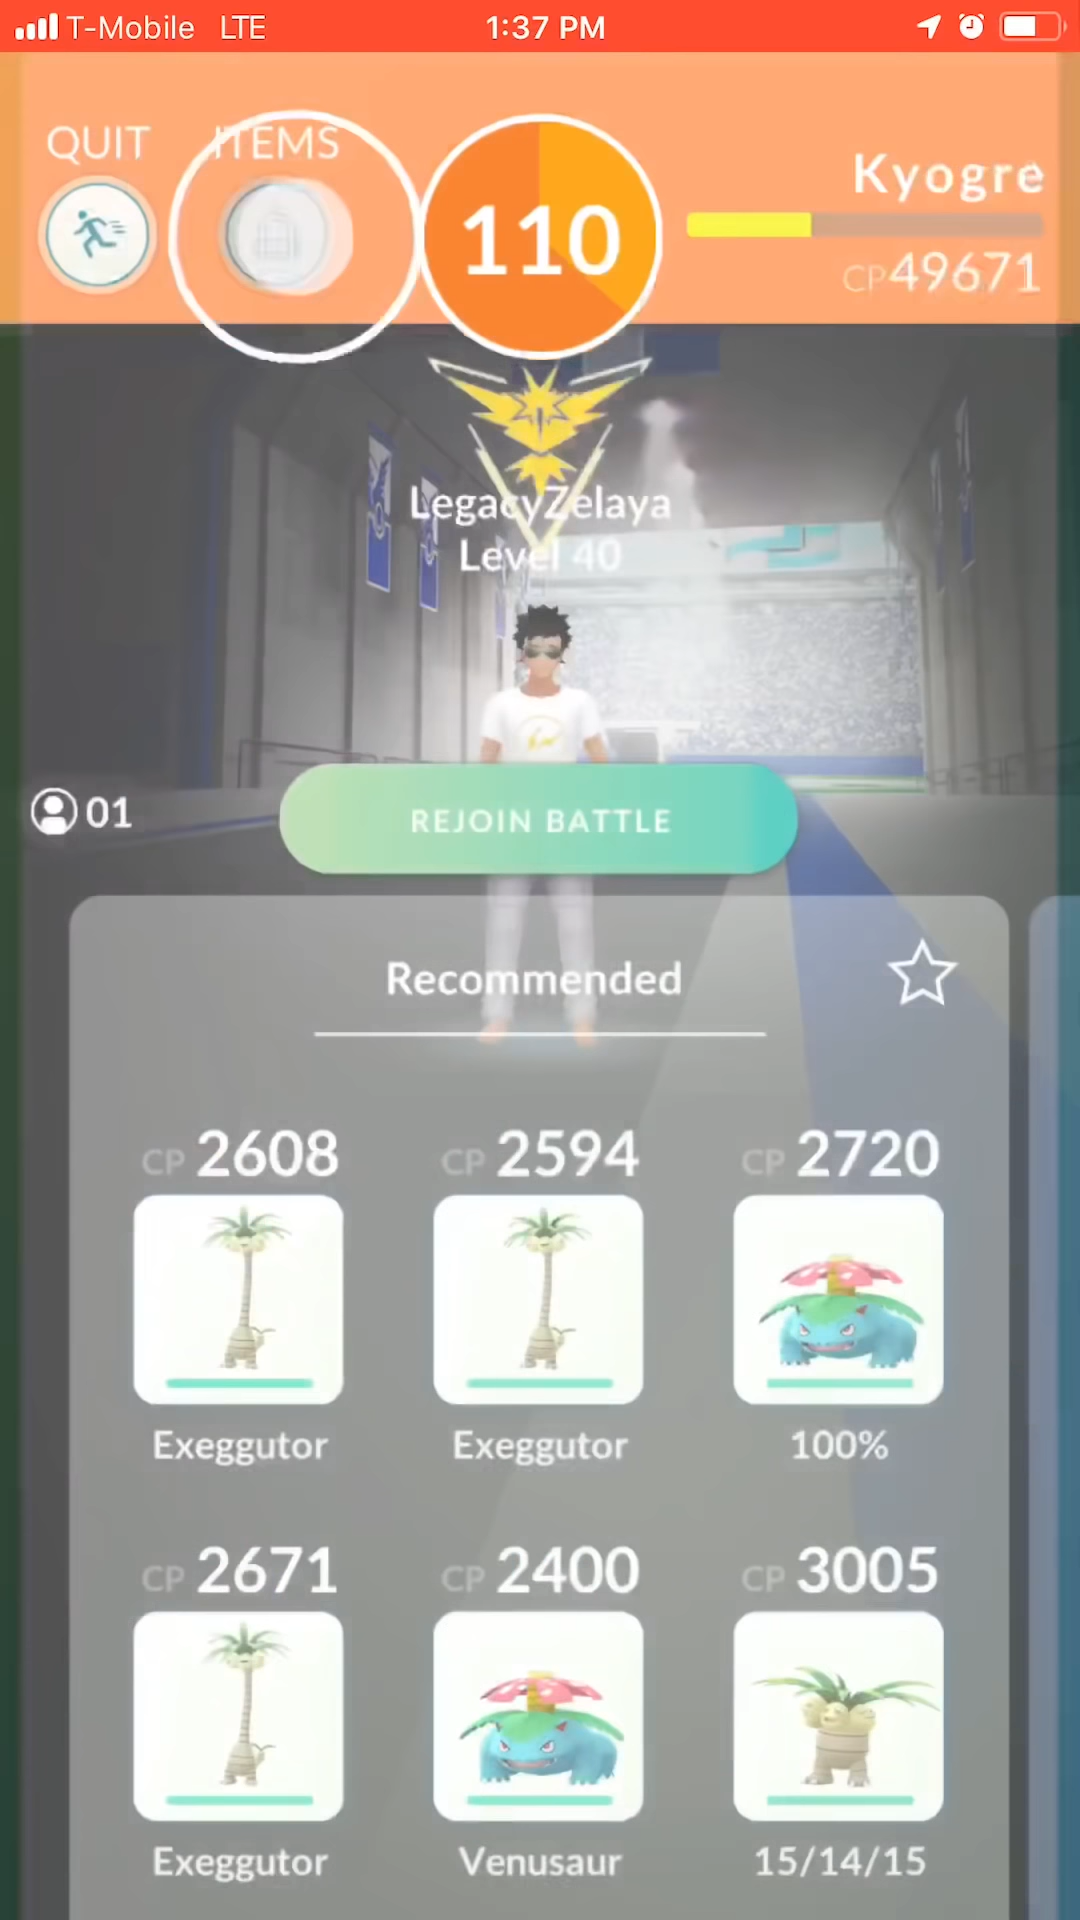 T-Mobile LTE 1:37 PM
QUIT ITEMS
110
Kyogre
CP49671
LegacyZelaya
Level 40
01
REJOIN BATTLE
Recommended
CP 2608 CP 2594 CP 2720
Exeggutor Exeggutor 100%
CP 2671 CP 2400 CP 3005
Exeggutor Venusaur 15/14/15